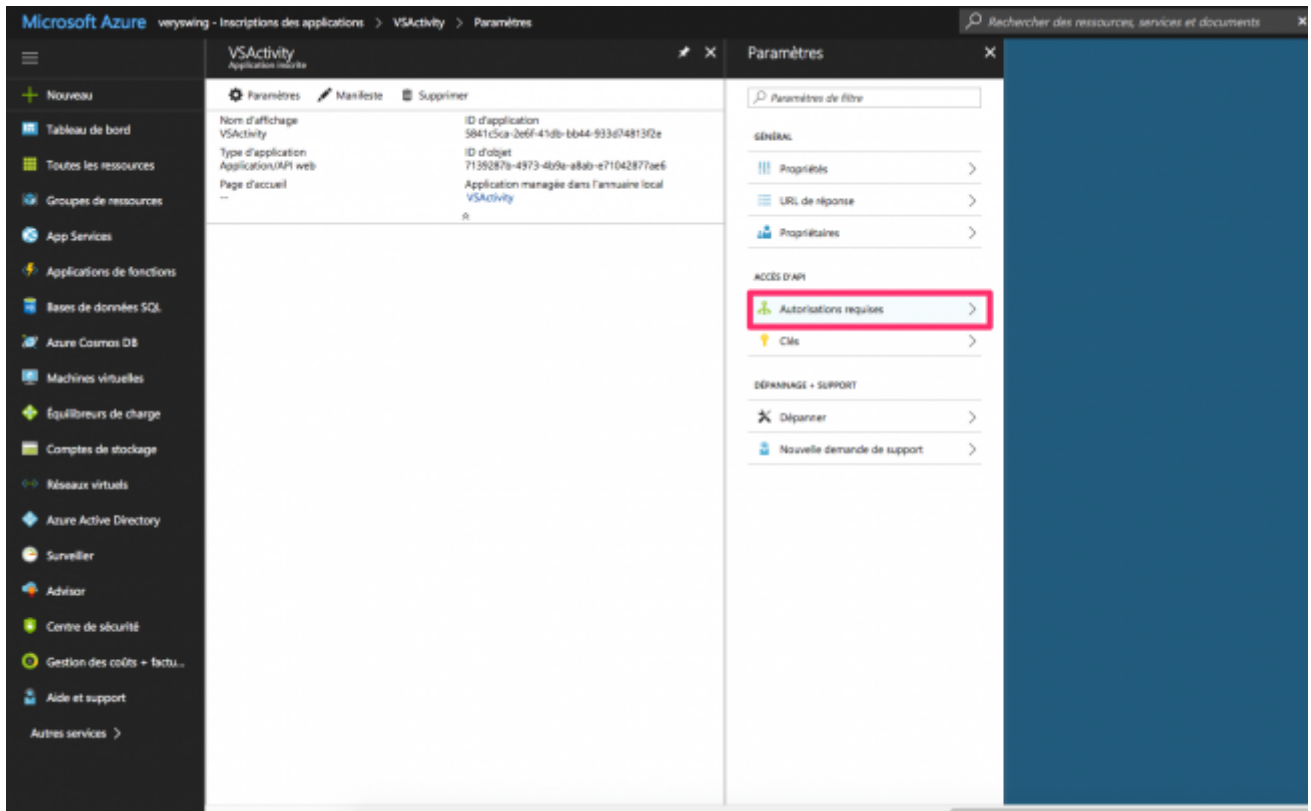 Microsoft Azure veryswing - Inscriptions des applications > VSActivity > Paramètres
Rechercher des ressources, services et documents
Nouveau
Tableau de bord
Toutes les ressources
Groupes de ressources
App Services
Applications de fonctions
Bases de données SQL
Azure Cosmos DB
Machines virtuelles
Équilibreurs de charge
Comptes de stockage
Réseaux virtuels
Azure Active Directory
Surveiller
Advisor
Centre de sécurité
Gestion des coûts + factu...
Aide et support
Autres services >
VSActivity
Application inscrite
Paramètres Manifeste Supprimer
Nom d'affichage
VSActivity
Type d'application
Application/API web
Page d'accueil
--
ID d'application
5841c5ca-2e6f-41db-bb44-933d74813f2e
ID d'objet
7139287b-4973-4b9a-a8ab-e71042877ae6
Application managée dans l'annuaire local
VSActivity
Paramètres
Paramètres de filtre
GÉNÉRAL
Propriétés
URL de réponse
Propriétaires
ACCÈS D'API
Autorisations requises
Clés
DÉPANNAGE + SUPPORT
Dépanner
Nouvelle demande de support